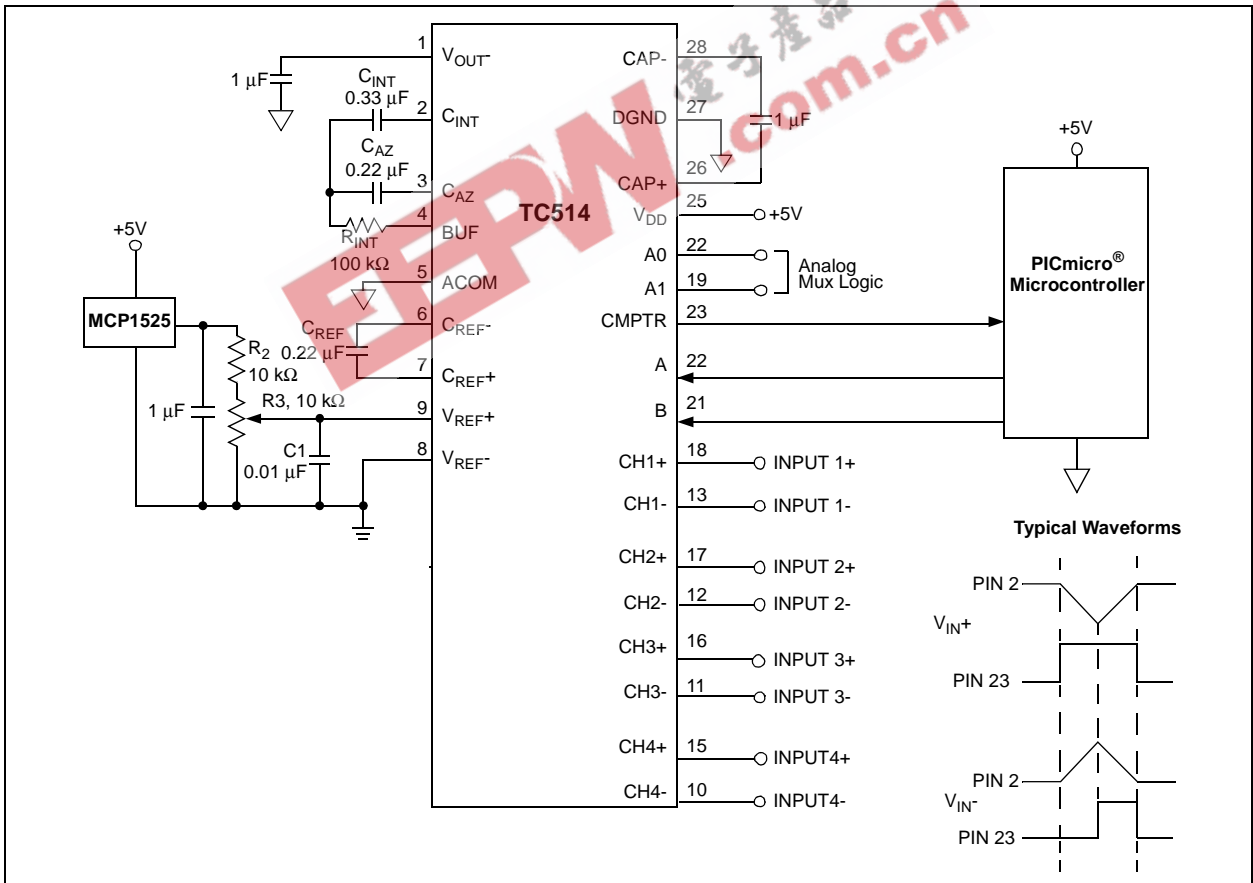 1
VOUT-
1 µF
CINT
0.33 µF
2
CINT
CAZ
0.22 µF
3
CAZ
4
BUF
RINT
100 kΩ
5
ACOM
6
CREF-
CREF
0.22 µF
7
CREF+
9
VREF+
8
VREF-
+5V
MCP1525
R2
10 kΩ
R3, 10 kΩ
1 µF
C1
0.01 µF
TC514
EEPW
電子產品
.com.cn
CAP-
28
DGND
27
1 µF
26
CAP+
25
VDD
+5V
A0
22
A1
19
Analog
Mux Logic
CMPTR
23
A
22
B
21
CH1+
18
INPUT 1+
CH1-
13
INPUT 1-
CH2+
17
INPUT 2+
CH2-
12
INPUT 2-
CH3+
16
INPUT 3+
CH3-
11
INPUT 3-
CH4+
15
INPUT4+
CH4-
10
INPUT4-
+5V
PICmicro®
Microcontroller
Typical Waveforms
PIN 2
VIN+
PIN 23
PIN 2
VIN-
PIN 23